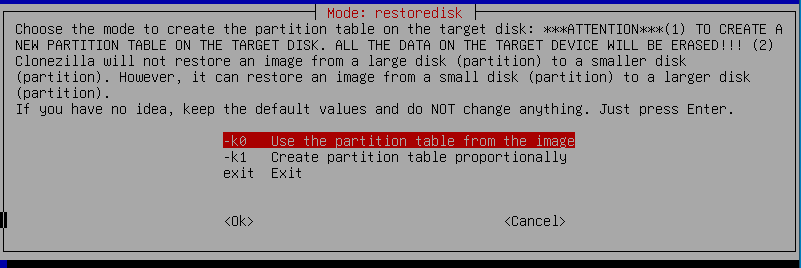 Mode: restoredisk
Choose the mode to create the partition table on the target disk: ***ATTENTION***(1) TO CREATE A
NEW PARTITION TABLE ON THE TARGET DISK. ALL THE DATA ON THE TARGET DEVICE WILL BE ERASED!!! (2)
Clonezilla will not restore an image from a large disk (partition) to a smaller disk
(partition). However, it can restore an image from a small disk (partition) to a larger disk
(partition).
If you have no idea, keep the default values and do NOT change anything. Just press Enter.
-k0 Use the partition table from the image
-k1 Create partition table proportionally
exit Exit
<Ok> <Cancel>